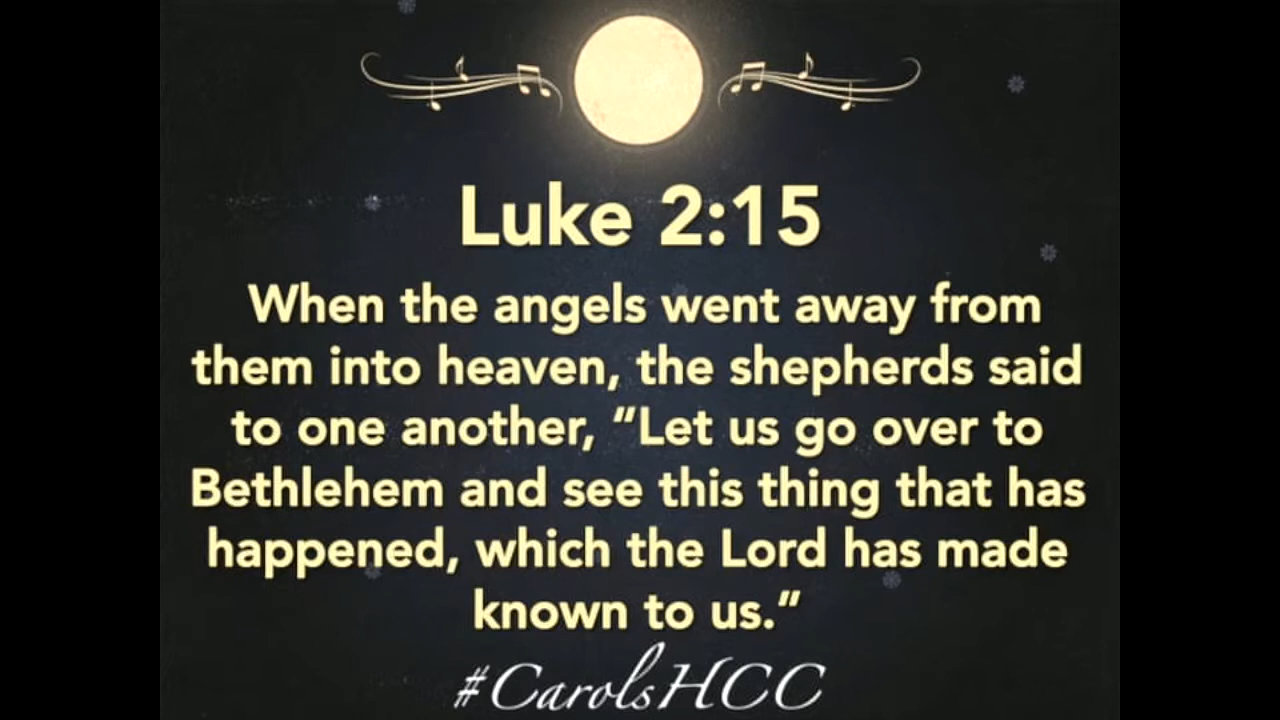 Luke 2:15
When the angels went away from
them into heaven, the shepherds said
to one another, “Let us go over to
Bethlehem and see this thing that has
happened, which the Lord has made
known to us.”
#CarolsHCC